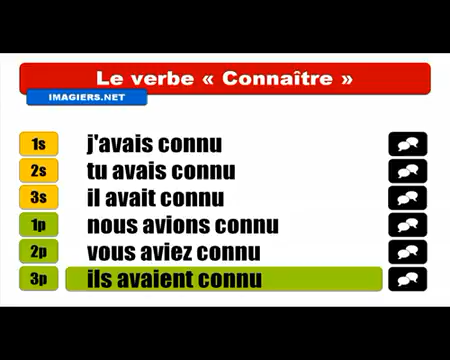 Le verbe « Connaître »
IMAGIERS.NET
1s j'avais connu
2s tu avais connu
3s il avait connu
1p nous avions connu
2p vous aviez connu
3p ils avaient connu